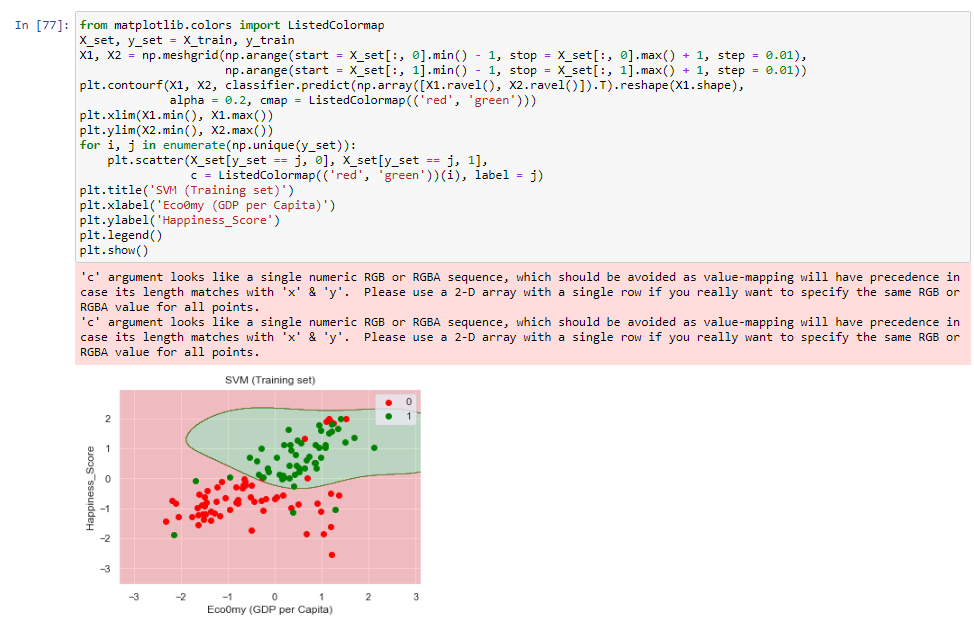 In [77]: from matplotlib.colors import ListedColormap
X_set, y_set = X_train, y_train
X1, X2 = np.meshgrid(np.arange(start = X_set[:, 0].min() - 1, stop = X_set[:, 0].max() + 1, step = 0.01),
np.arange(start = X_set[:, 1].min() - 1, stop = X_set[:, 1].max() + 1, step = 0.01))
plt.contourf(X1, X2, classifier.predict(np.array([X1.ravel(), X2.ravel()]).T).reshape(X1.shape),
alpha = 0.2, cmap = ListedColormap(('red', 'green')))
plt.xlim(X1.min(), X1.max())
plt.ylim(X2.min(), X2.max())
for i, j in enumerate(np.unique(y_set)):
plt.scatter(X_set[y_set == j, 0], X_set[y_set == j, 1],
c = ListedColormap(('red', 'green'))(i), label = j)
plt.title('SVM (Training set)')
plt.xlabel('Eco0my (GDP per Capita)')
plt.ylabel('Happiness_Score')
plt.legend()
plt.show()
'c' argument looks like a single numeric RGB or RGBA sequence, which should be avoided as value-mapping will have precedence in
case its length matches with 'x' & 'y'.  Please use a 2-D array with a single row if you really want to specify the same RGB or
RGBA value for all points.
'c' argument looks like a single numeric RGB or RGBA sequence, which should be avoided as value-mapping will have precedence in
case its length matches with 'x' & 'y'.  Please use a 2-D array with a single row if you really want to specify the same RGB or
RGBA value for all points.
SVM (Training set)
0
1
2
1
0
−1
−2
−3
Happiness_Score
−3 −2 −1 0 1 2 3
Eco0my (GDP per Capita)